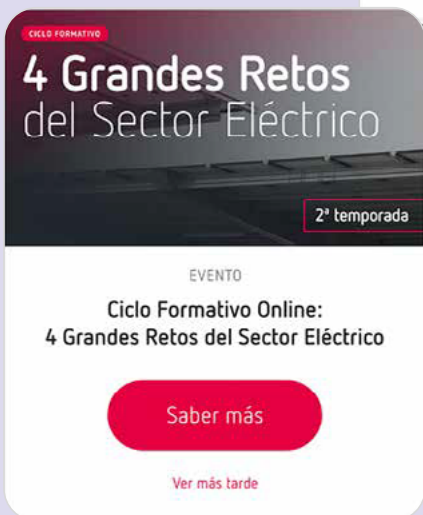 CICLO FORMATIVO
4 Grandes Retos
del Sector Eléctrico
2ª temporada
EVENTO
Ciclo Formativo Online:
4 Grandes Retos del Sector Eléctrico
Saber más
Ver más tarde